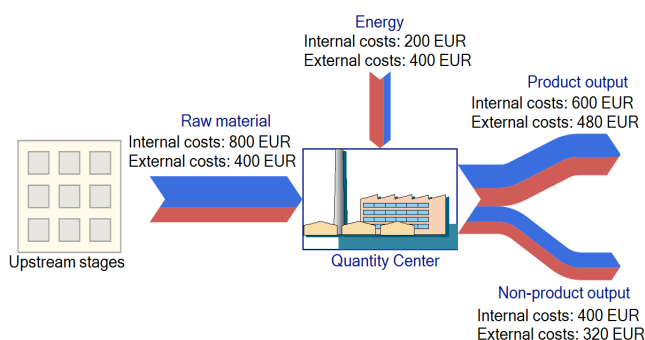 Energy
Internal costs: 200 EUR
External costs: 400 EUR
Product output
Internal costs: 600 EUR
External costs: 480 EUR
Raw material
Internal costs: 800 EUR
External costs: 400 EUR
Upstream stages
Quantity Center
Non-product output
Internal costs: 400 EUR
External costs: 320 EUR